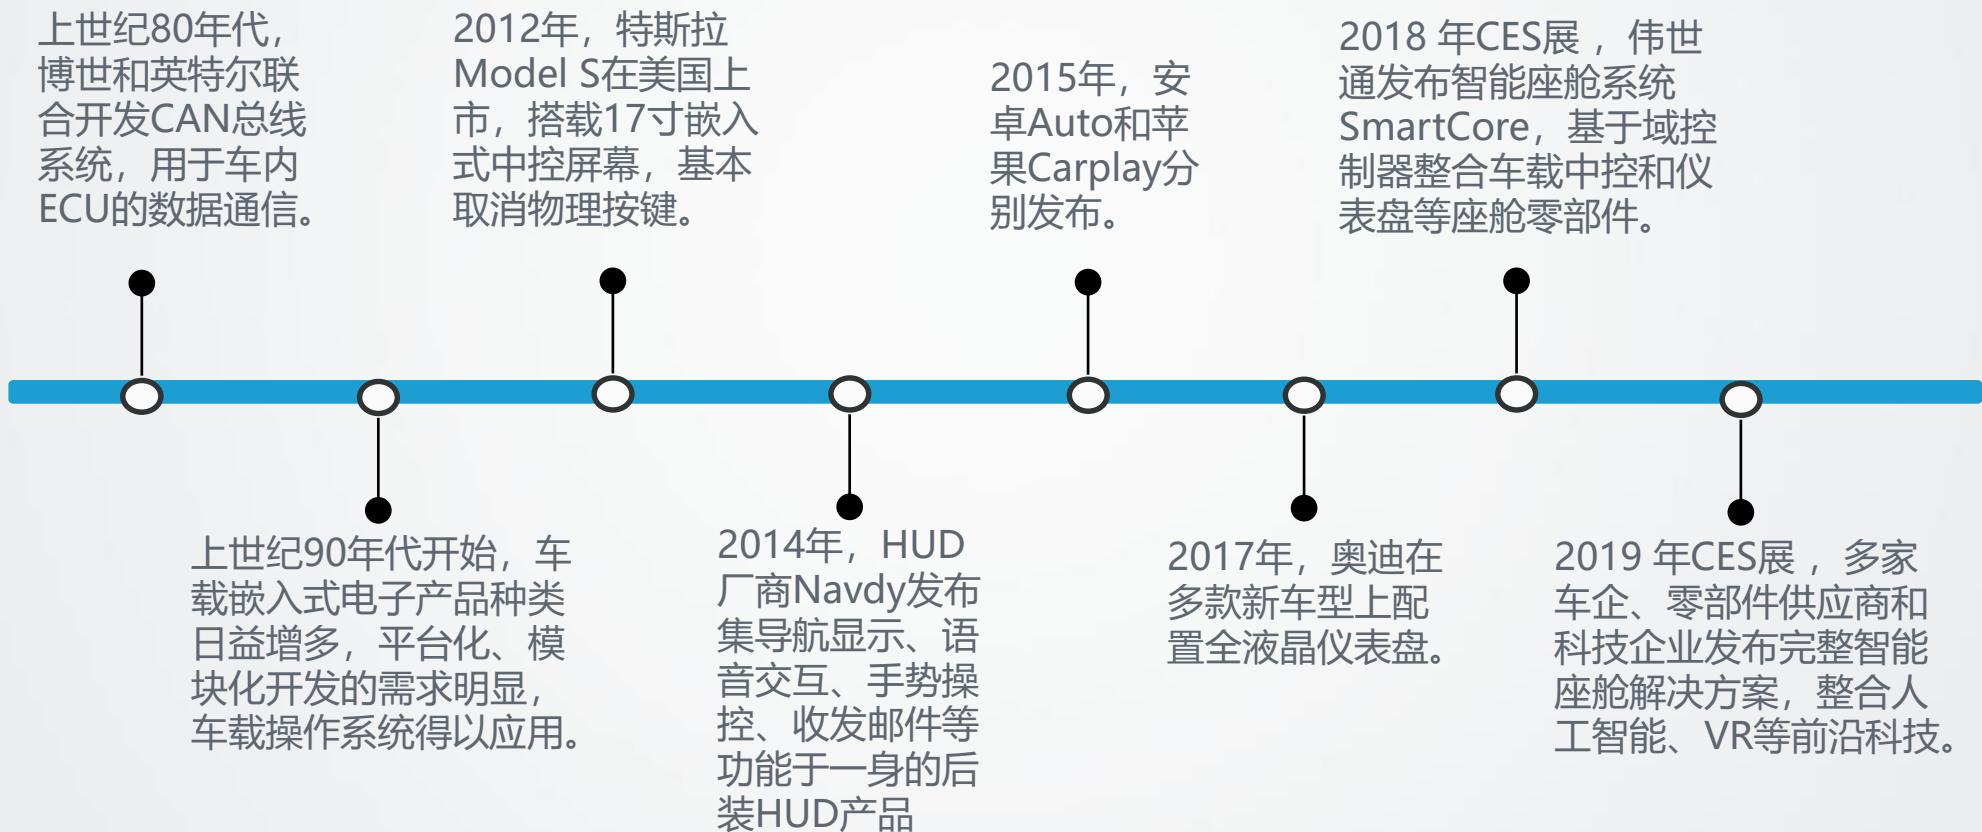 上世纪80年代，
博世和英特尔联
合开发CAN总线
系统，用于车内
ECU的数据通信。
2012年，特斯拉
Model S在美国上
市，搭载17寸嵌入
式中控屏幕，基本
取消物理按键。
2015年，安
卓Auto和苹
果Carplay分
别发布。
2018 年CES展 ，伟世
通发布智能座舱系统
SmartCore，基于域控
制器整合车载中控和仪
表盘等座舱零部件。
上世纪90年代开始，车
载嵌入式电子产品种类
日益增多，平台化、模
块化开发的需求明显，
车载操作系统得以应用。
2014年，HUD
厂商Navdy发布
集导航显示、语
音交互、手势操
控、收发邮件等
功能于一身的后
装HUD产品
2017年，奥迪在
多款新车型上配
置全液晶仪表盘。
2019 年CES展 ，多家
车企、零部件供应商和
科技企业发布完整智能
座舱解决方案，整合人
工智能、VR等前沿科技。